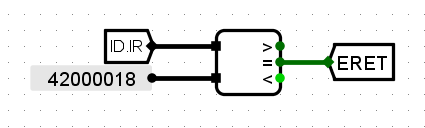 ID.IR
>
=
<
ERET
42000018